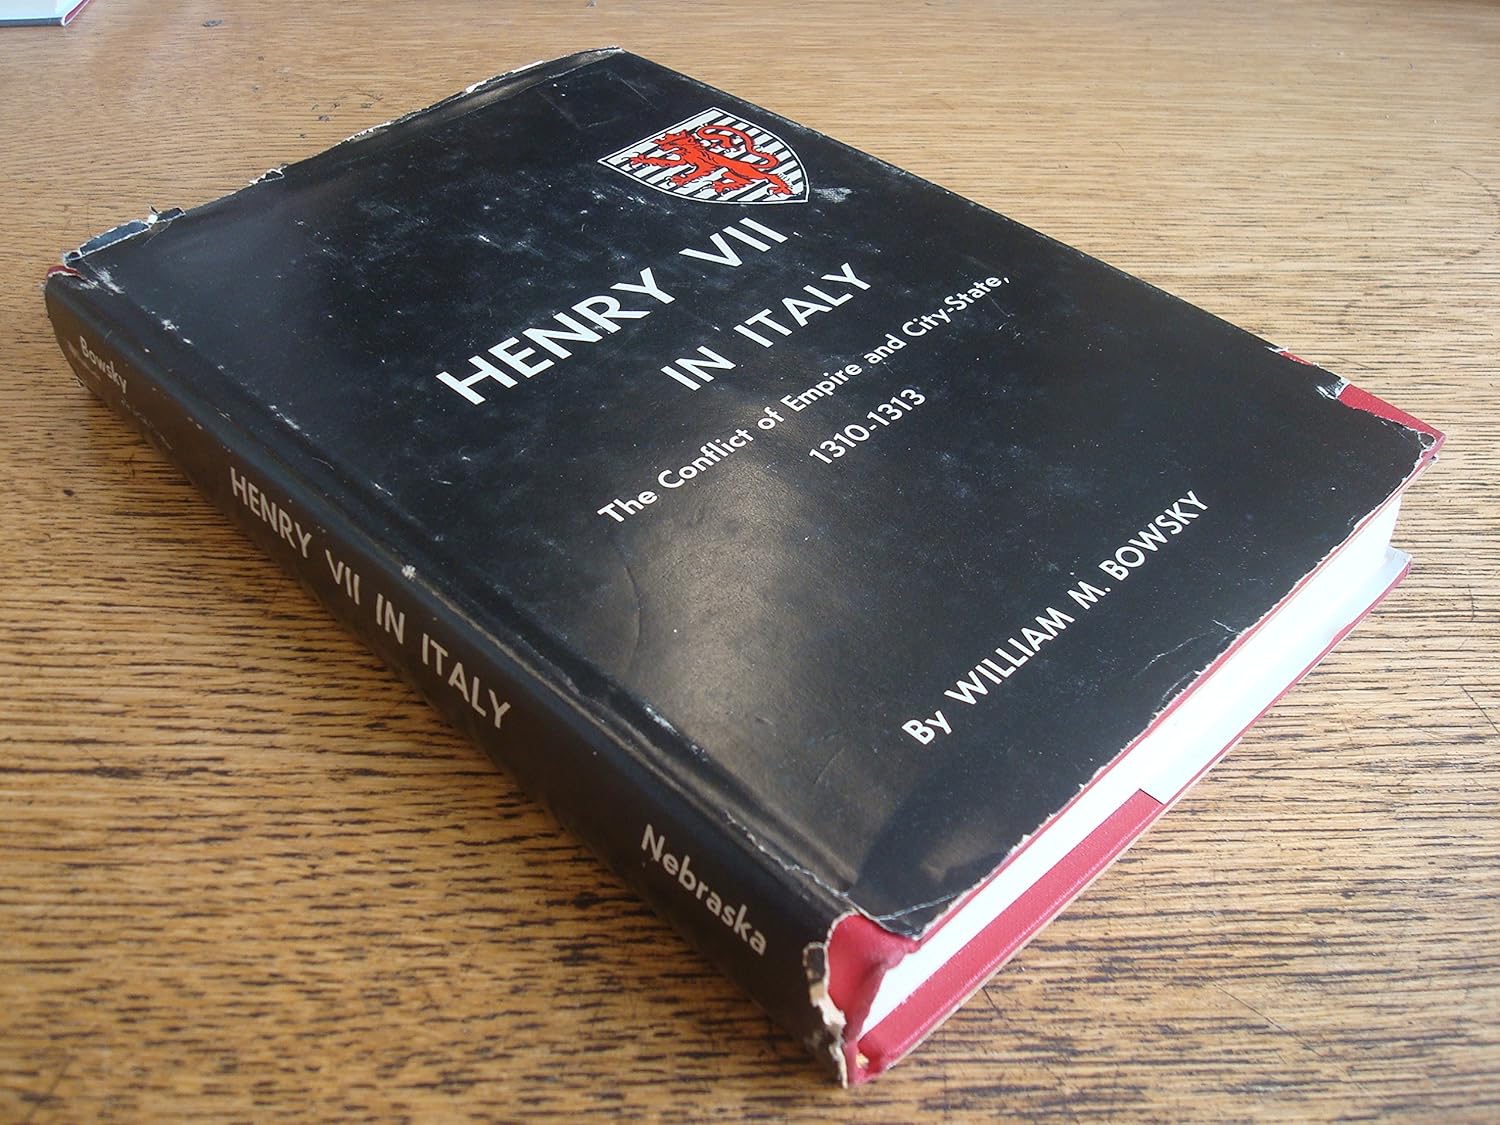 HENRY VII
IN ITALY
The Conflict of Empire and City-State,
1310-1313
By WILLIAM M. BOWSKY
Bowsky
HENRY VII IN ITALY
Nebraska